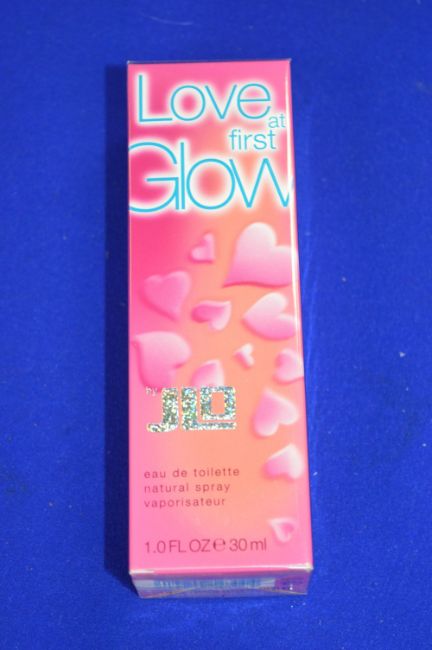 Love
at
first
Glow
by
JLO
eau de toilette
natural spray
vaporisateur
1.0 FL OZ ℮ 30 ml